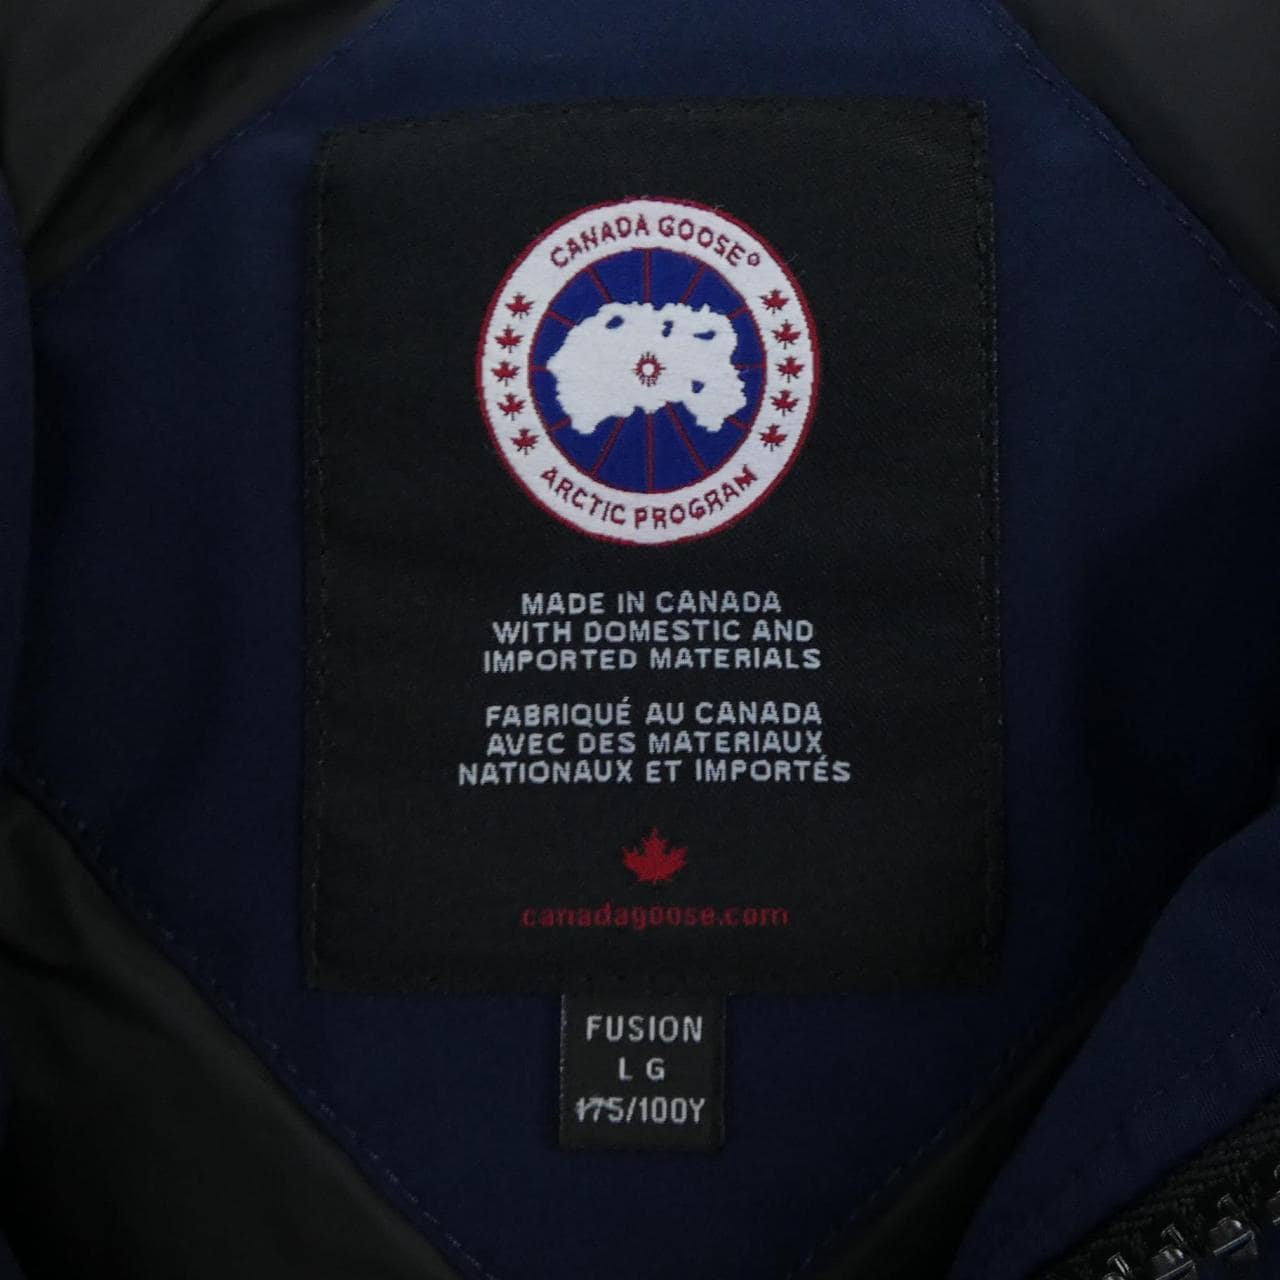 CANADA GOOSE®
ARCTIC PROGRAM
MADE IN CANADA
WITH DOMESTIC AND
IMPORTED MATERIALS
FABRIQUÉ AU CANADA
AVEC DES MATERIAUX
NATIONAUX ET IMPORTÉS
canadagoose.com
FUSION
L G
175/100Y